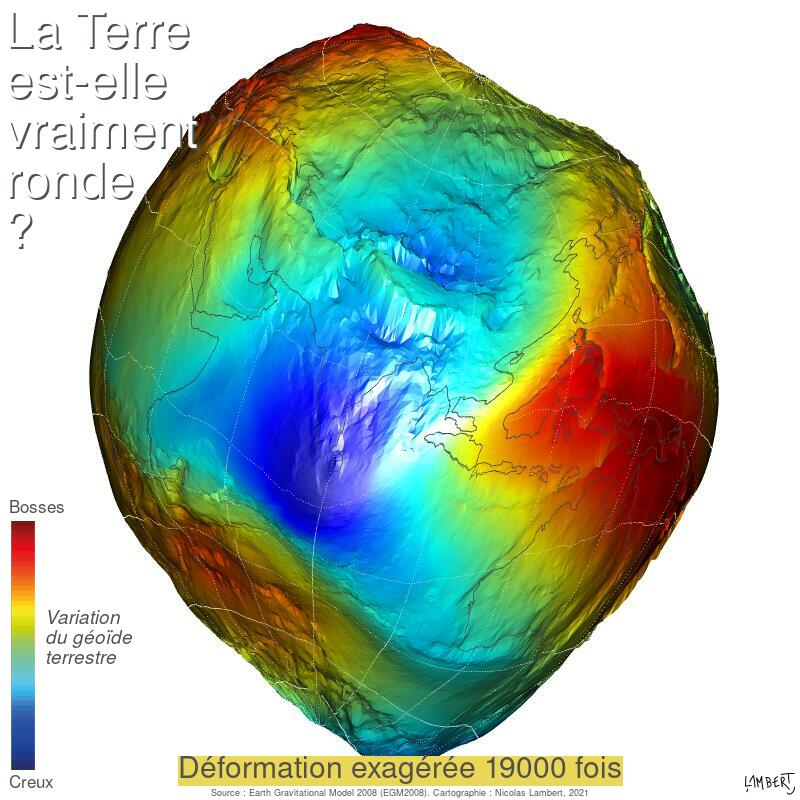 La Terre
est-elle
vraiment
ronde
?
Bosses
Variation
du géoïde
terrestre
Creux
Déformation exagérée 19000 fois
Source : Earth Gravitational Model 2008 (EGM2008). Cartographie : Nicolas Lambert, 2021
LAMBERT